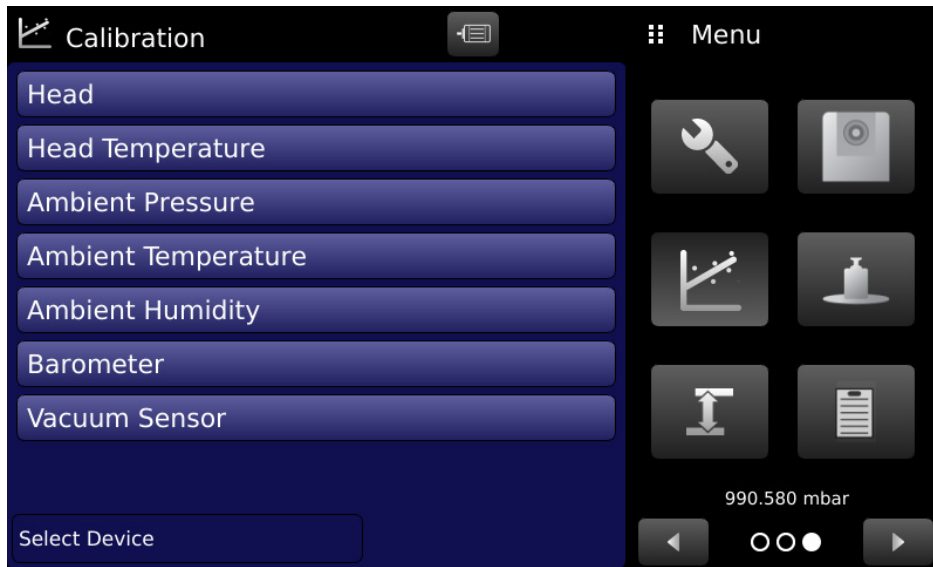 Calibration
Menu
Head
Head Temperature
Ambient Pressure
Ambient Temperature
Ambient Humidity
Barometer
Vacuum Sensor
990.580 mbar
Select Device